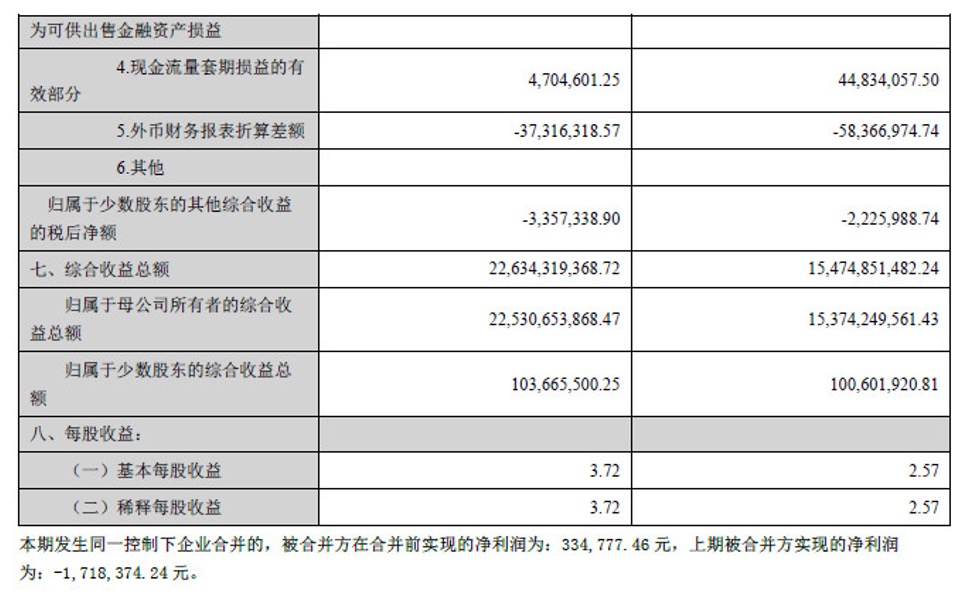 为可供出售金融资产损益
4.现金流量套期损益的有
效部分
4,704,601.25
44,834,057.50
5.外币财务报表折算差额
-37,316,318.57
-58,366,974.74
6.其他
归属于少数股东的其他综合收益
的税后净额
-3,357,338.90
-2,225,988.74
七、综合收益总额
22,634,319,368.72
15,474,851,482.24
归属于母公司所有者的综合收
益总额
22,530,653,868.47
15,374,249,561.43
归属于少数股东的综合收益总
额
103,665,500.25
100,601,920.81
八、每股收益：
（一）基本每股收益
3.72
2.57
（二）稀释每股收益
3.72
2.57
本期发生同一控制下企业合并的，被合并方在合并前实现的净利润为：334,777.46 元，上期被合并方实现的净利润
为：-1,718,374.24 元。